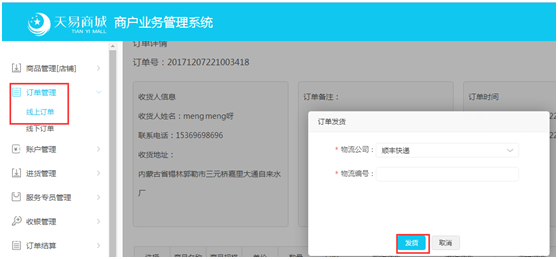 天易商城 商户业务管理系统
TIAN YI MALL
商品管理[店铺]
订单管理
线上订单
线下订单
账户管理
进货管理
服务专员管理
收银管理
订单结算
订单详情
订单号：20171207221003418
收货人信息
收货人姓名：meng meng呀
联系电话：15369698696
收货地址：
内蒙古省锡林郭勒市三元桥嘉里大通自来水
厂
订单备注：
订单时间
订单发货
* 物流公司： 顺丰快递
* 物流编号：
发货 取消